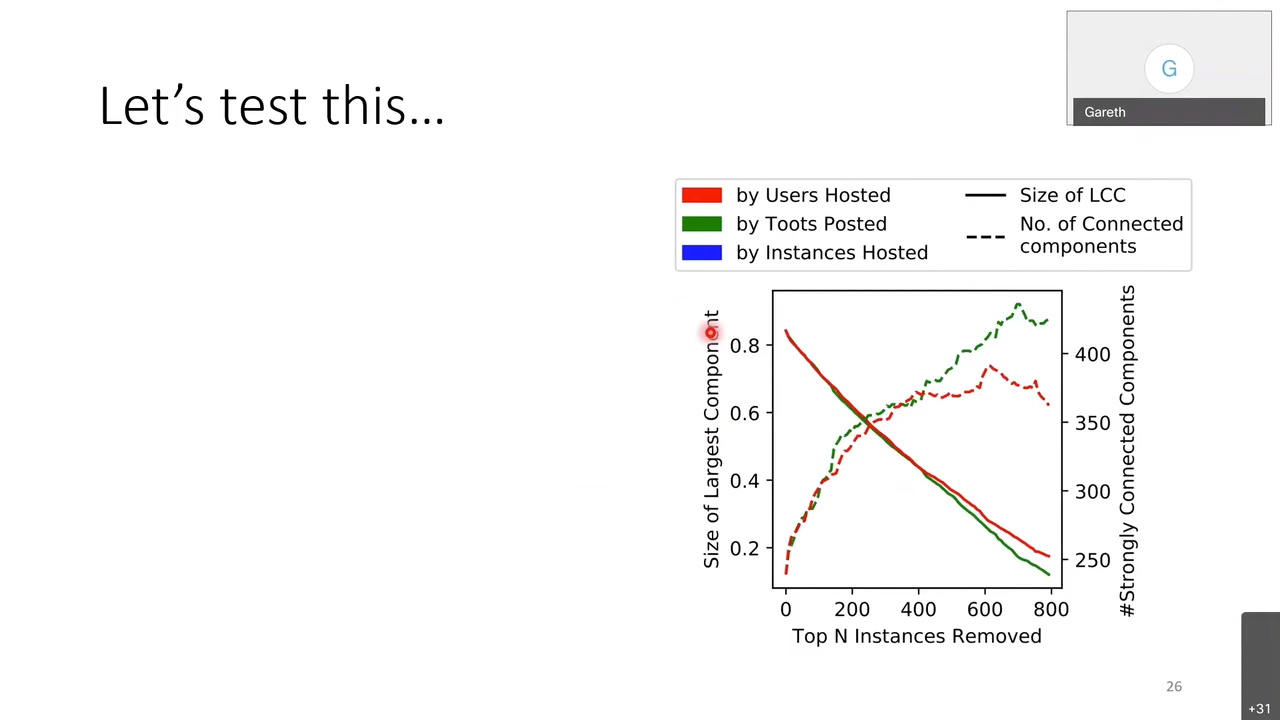 G
Gareth
Let's test this...
by Users Hosted
by Toots Posted
by Instances Hosted
Size of LCC
No. of Connected
components
Size of Largest Component
0.8
0.6
0.4
0.2
400
350
300
250
#Strongly Connected Components
0 200 400 600 800
Top N Instances Removed
26
+31